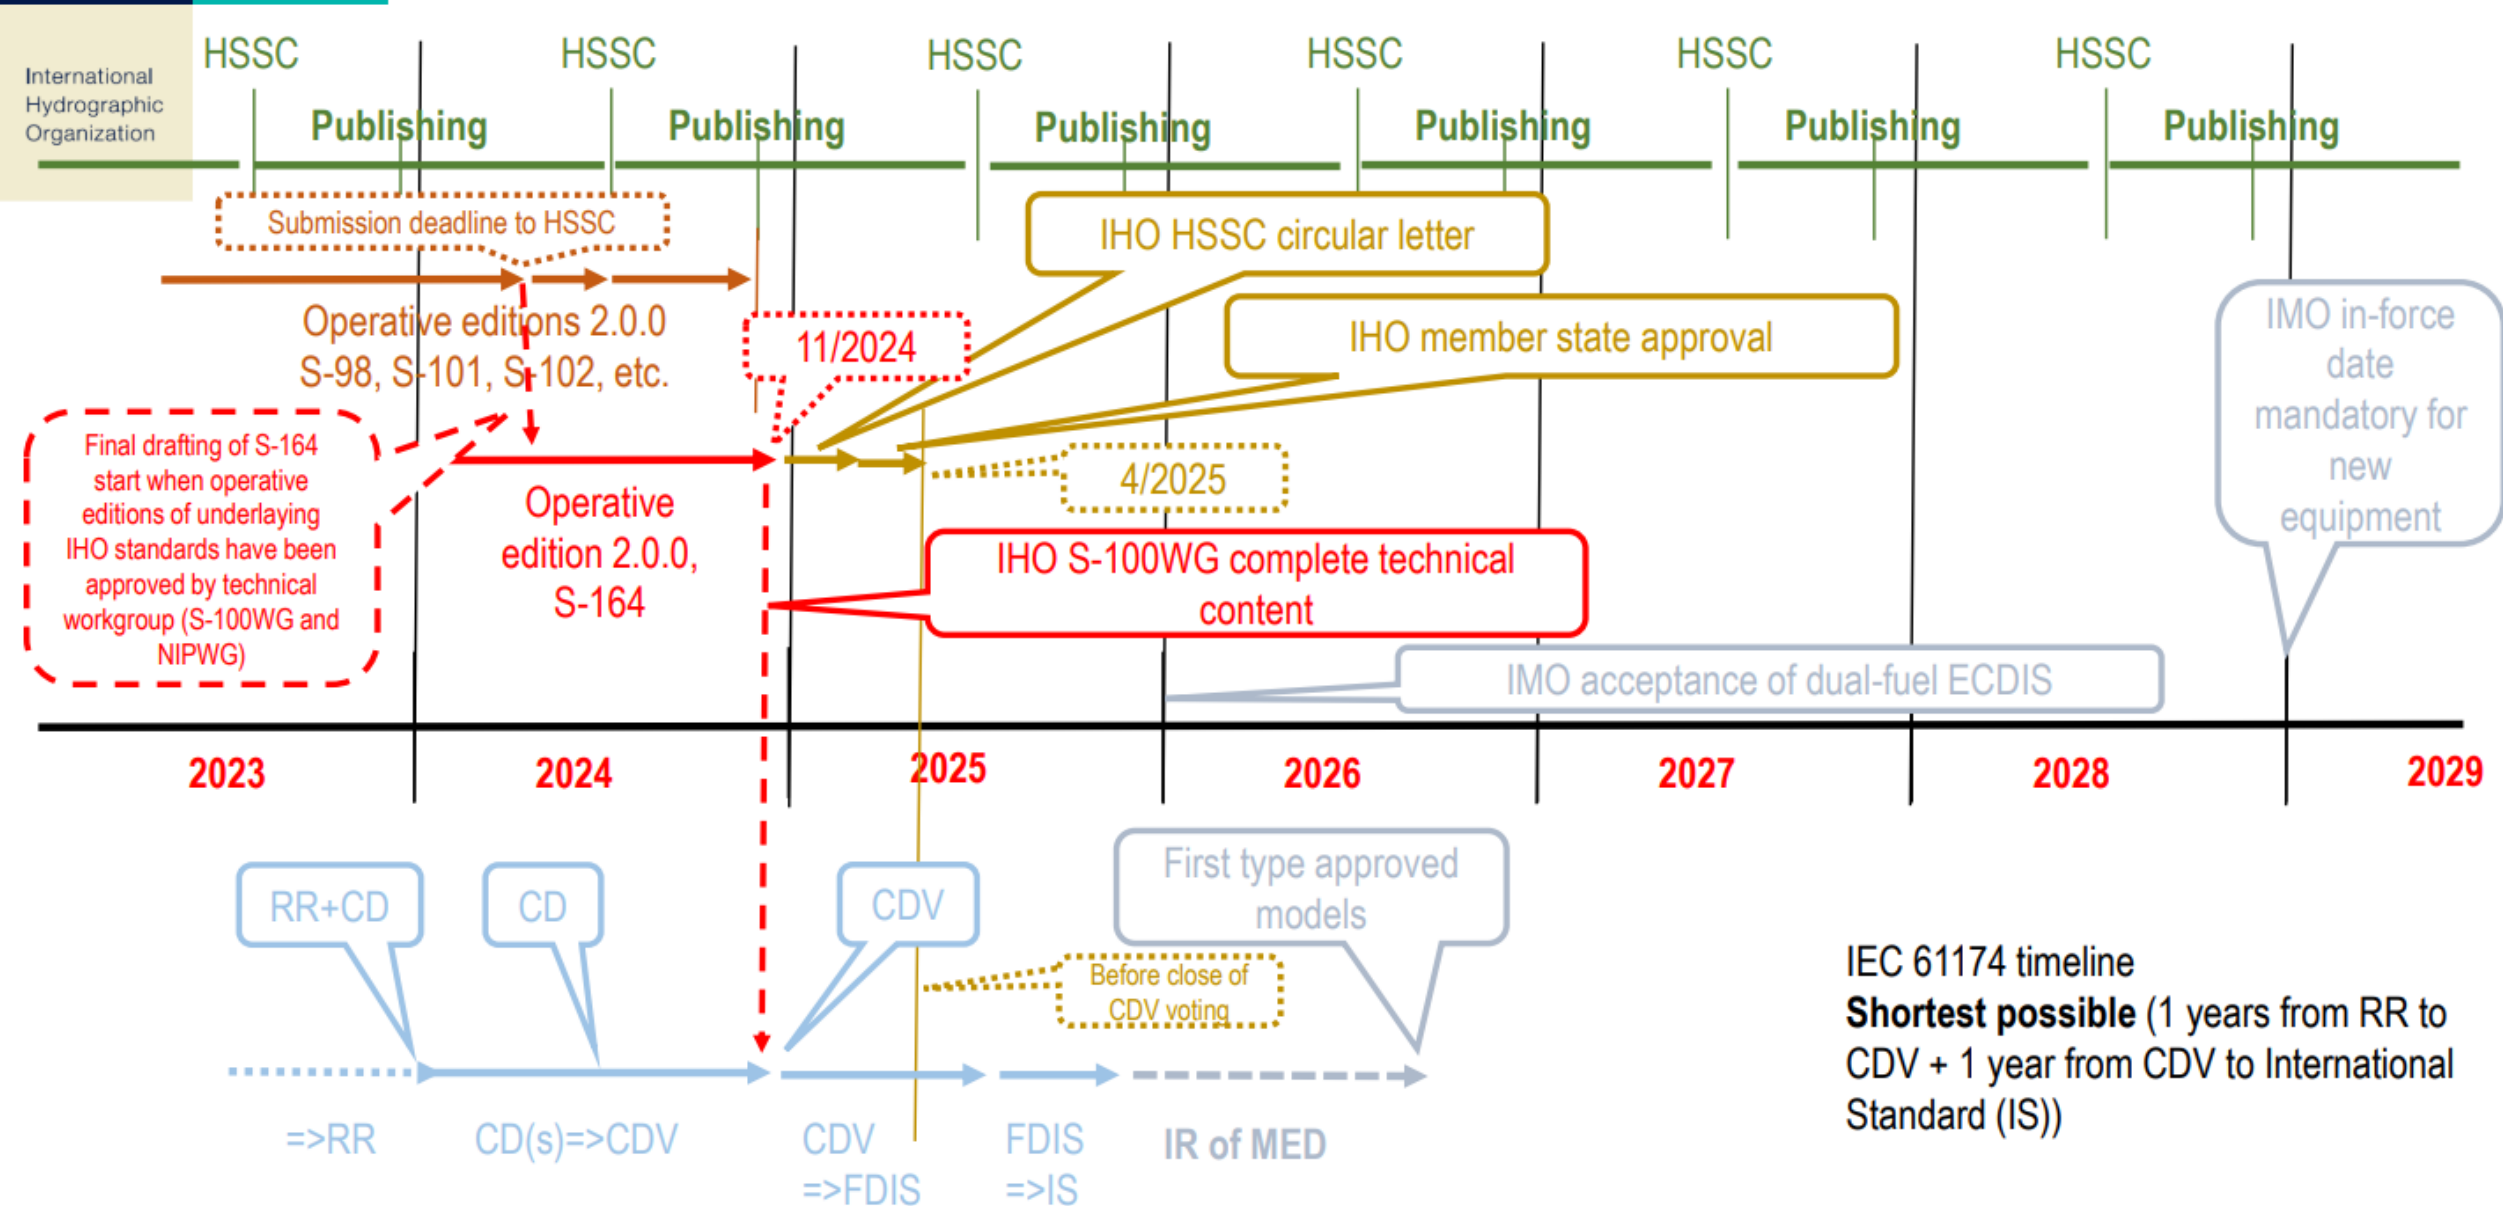 HSSC
HSSC
HSSC
HSSC
HSSC
HSSC
International
Hydrographic
Organization
Publishing
Publishing
Publishing
Publishing
Publishing
Publishing
Submission deadline to HSSC
IHO HSSC circular letter
Operative editions 2.0.0
S-98, S-101, S-102, etc.
11/2024
IHO member state approval
IMO in-force
date
mandatory for
new
equipment
Final drafting of S-164
start when operative
editions of underlaying
IHO standards have been
approved by technical
workgroup (S-100WG and
NIPWG)
4/2025
Operative
edition 2.0.0,
S-164
IHO S-100WG complete technical
content
IMO acceptance of dual-fuel ECDIS
2023
2024
2025
2026
2027
2028
2029
RR+CD
CD
CDV
First type approved
models
Before close of
CDV voting
IEC 61174 timeline
Shortest possible (1 years from RR to
CDV + 1 year from CDV to International
Standard (IS))
=>RR
CD(s)=>CDV
CDV
=>FDIS
FDIS
=>IS
IR of MED